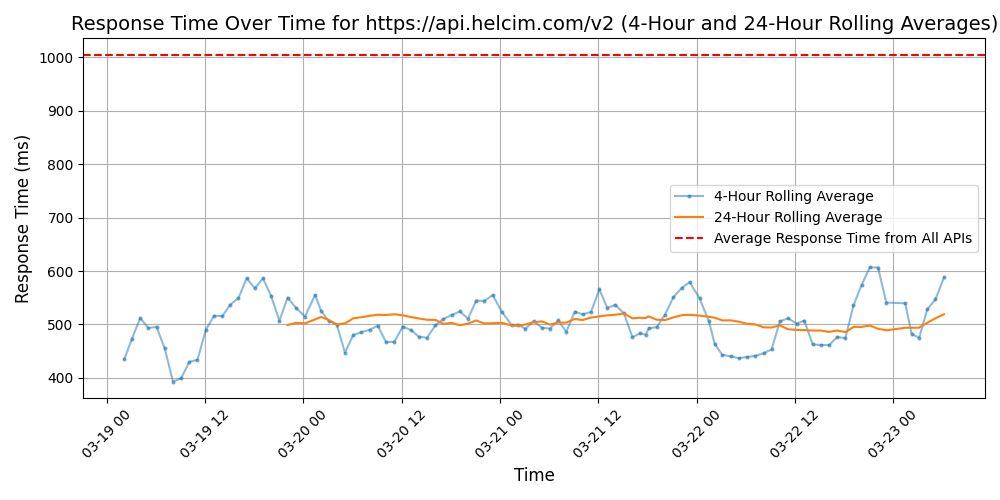 Response Time Over Time for https://api.helcim.com/v2 (4-Hour and 24-Hour Rolling Averages)
Response Time (ms)
1000
900
800
700
600
500
400
4-Hour Rolling Average
24-Hour Rolling Average
Average Response Time from All APIs
03-19 00
03-19 12
03-20 00
03-20 12
03-21 00
03-21 12
03-22 00
03-22 12
03-23 00
Time